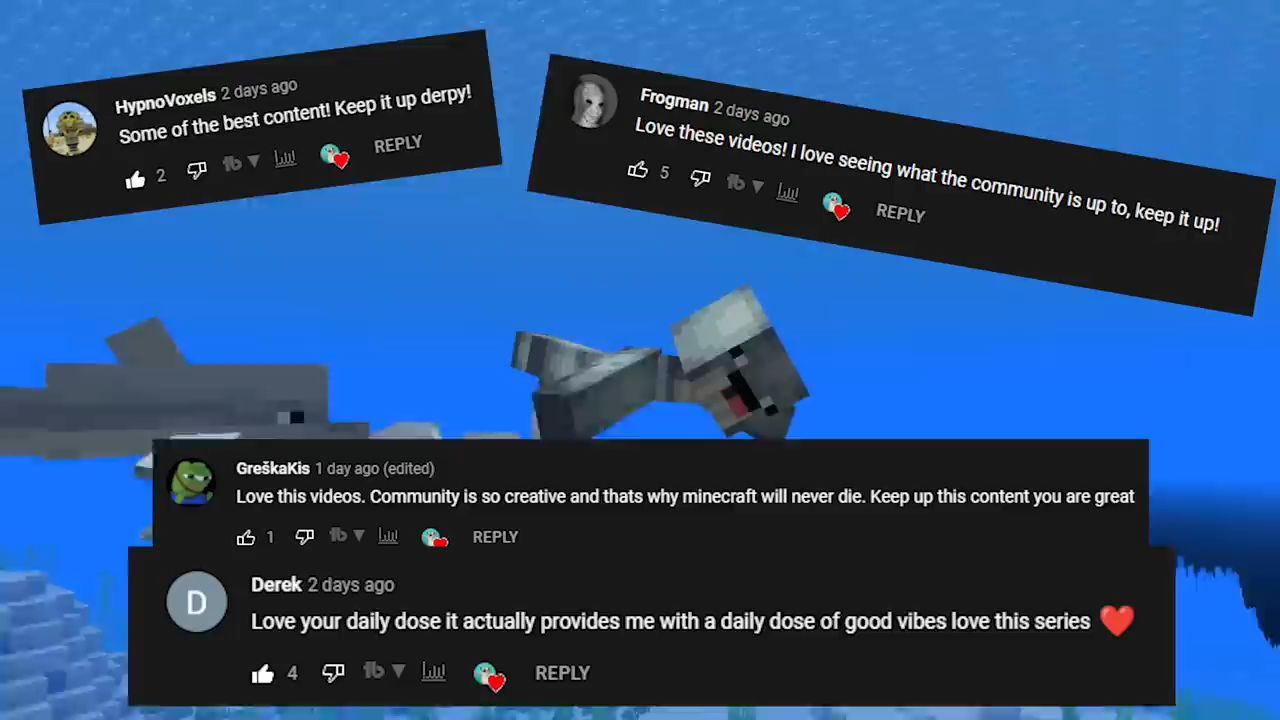 HypnoVoxels 2 days ago
Some of the best content! Keep it up derpy!
2 REPLY
Frogman 2 days ago
Love these videos! I love seeing what the community is up to, keep it up!
5 REPLY
GreškaKis 1 day ago (edited)
Love this videos. Community is so creative and thats why minecraft will never die. Keep up this content you are great
1 tb REPLY
D
Derek 2 days ago
Love your daily dose it actually provides me with a daily dose of good vibes love this series ❤️
4 tb REPLY